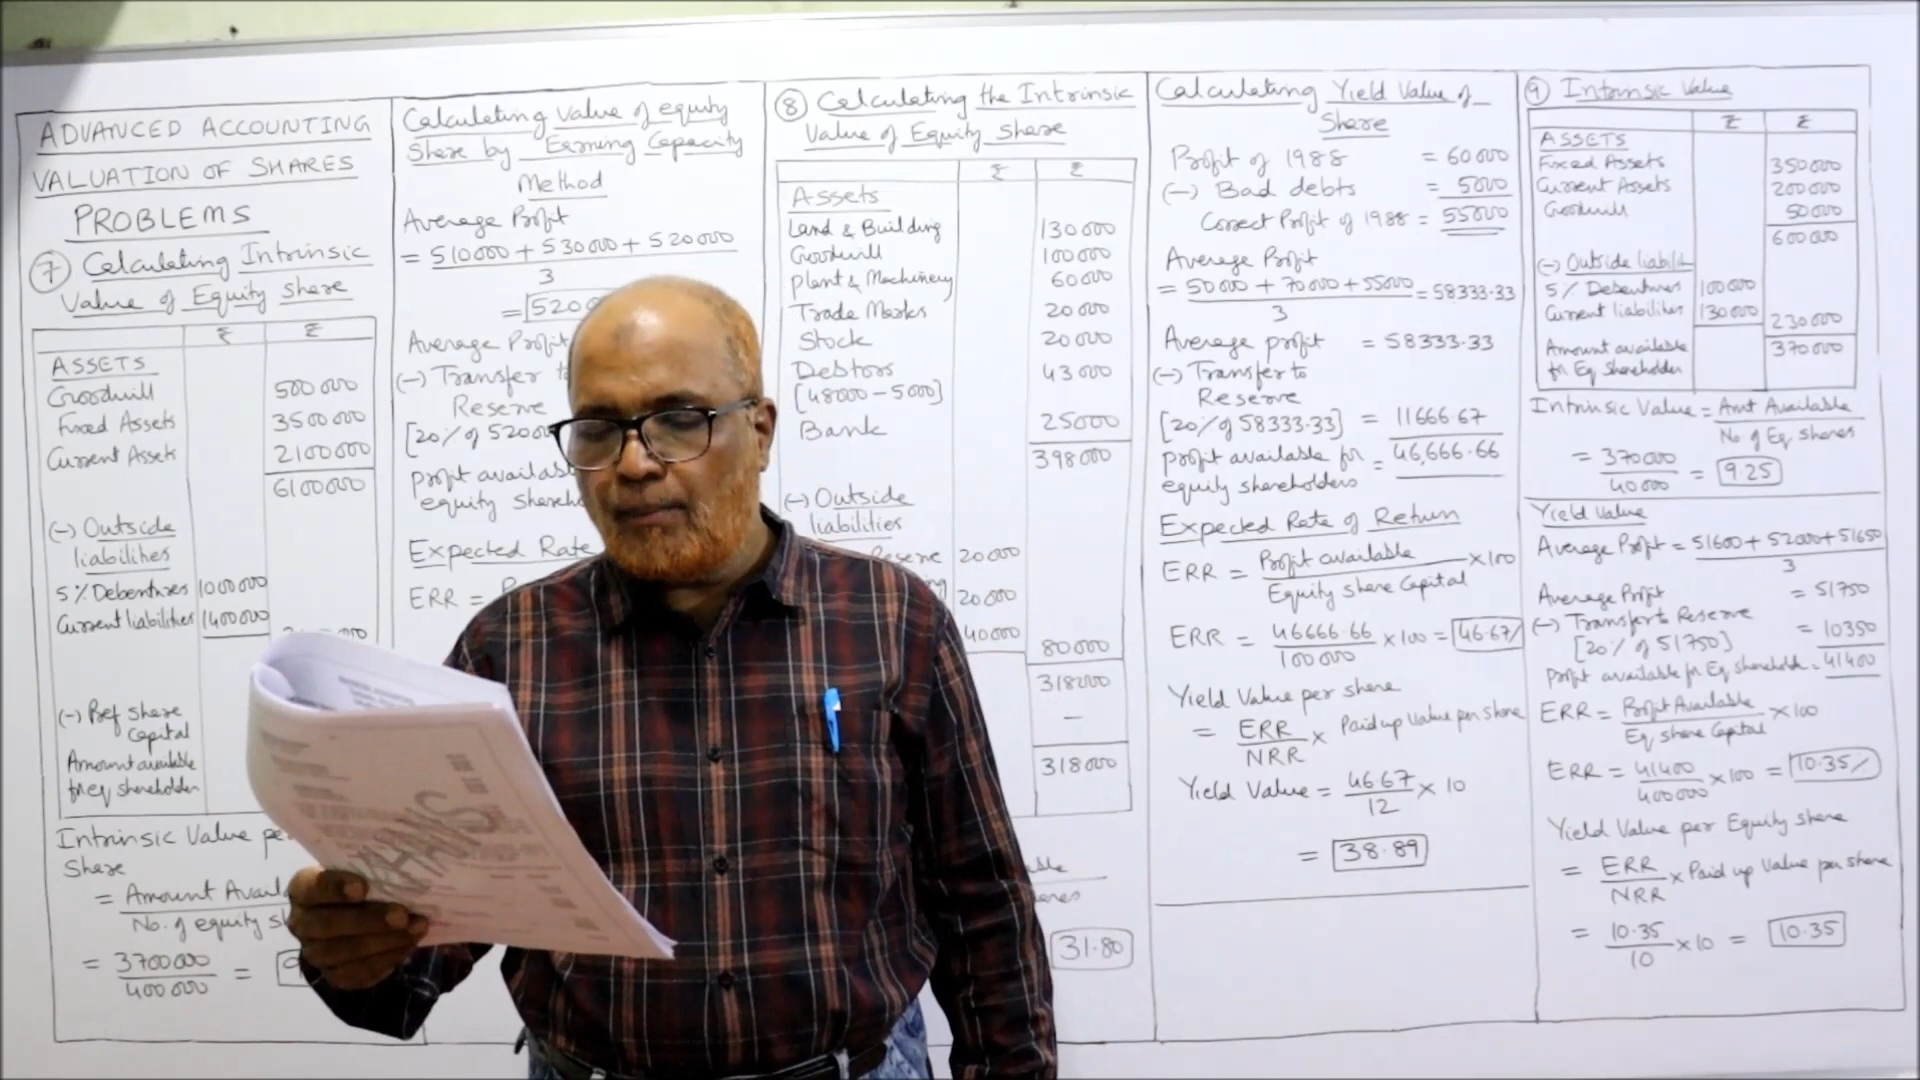 ADVANCED ACCOUNTING
VALUATION OF SHARES
PROBLEMS
7 Calculating Intrinsic
Value of Equity share
₹ ₹
ASSETS
Goodwill 500000
Fixed Assets 3500000
Current Assets 2100000
6100000
(-) Outside
liabilities
5% Debentures 1000000
Current liabilities 1400000
(-) Pref share
Capital
Amount available
for eq shareholder
Intrinsic Value
Share
= Amount
No. of equity
= 3700000 =
400000
Calculating Value of equity
Share by Earning Capacity
Method
Average Profit
= 510000 + 530000 + 520000
3
= 520
Average Profit
(-) Transfer
Reserve
[20% of 5200
profit
equity
Expected Rate
ERR =
8 Calculating the Intrinsic
Value of Equity share
₹ ₹
Assets
Land & Building 130000
Goodwill 100000
Plant & Machinery 60000
Trade Marks 20000
Stock 20000
Debtors 43000
[48000 - 5000]
Bank 25000
398000
(-) Outside
liabilities
Reserve 20000
20000
40000 80000
318000
-
318000
31.80
Calculating Yield Value of
Share
Profit of 1988 = 60000
(-) Bad debts = 5000
Correct Profit of 1988 = 55000
Average Profit
= 50000 + 70000 + 55000 = 58333.33
3
Average profit = 58333.33
(-) Transfer to
Reserve
[20% of 58333.33] = 11666.67
profit available for = 46,666.66
equity shareholders
Expected Rate of Return
ERR = Profit available × 100
Equity share Capital
ERR = 46666.66 × 100 = 46.67%
100000
Yield Value per share
= ERR × Paid up Value per share
NRR
Yield Value = 46.67 × 10
12
= 38.89
9 Intrinsic Value
₹ ₹
ASSETS
Fixed Assets 350000
Current Assets 200000
Goodwill 50000
600000
(-) Outside liabilit
5% Debentures 100000
Current liabilities 130000 230000
Amount available 370000
for Eq Shareholder
Intrinsic Value = Amt Available
No of Eq shares
= 370000 = 9.25
40000
Yield Value
Average Profit = 51600 + 52000 + 51650
3
Average Profit = 51750
(-) Transfer to Reserve
[20% of 51750] = 10350
Profit available for Eq shareholder = 41400
ERR = Profit Available × 100
Eq share Capital
ERR = 41400 × 100 = 10.35%
400000
Yield Value per Equity share
= ERR × Paid up Value per share
NRR
= 10.35 × 10 = 10.35
10